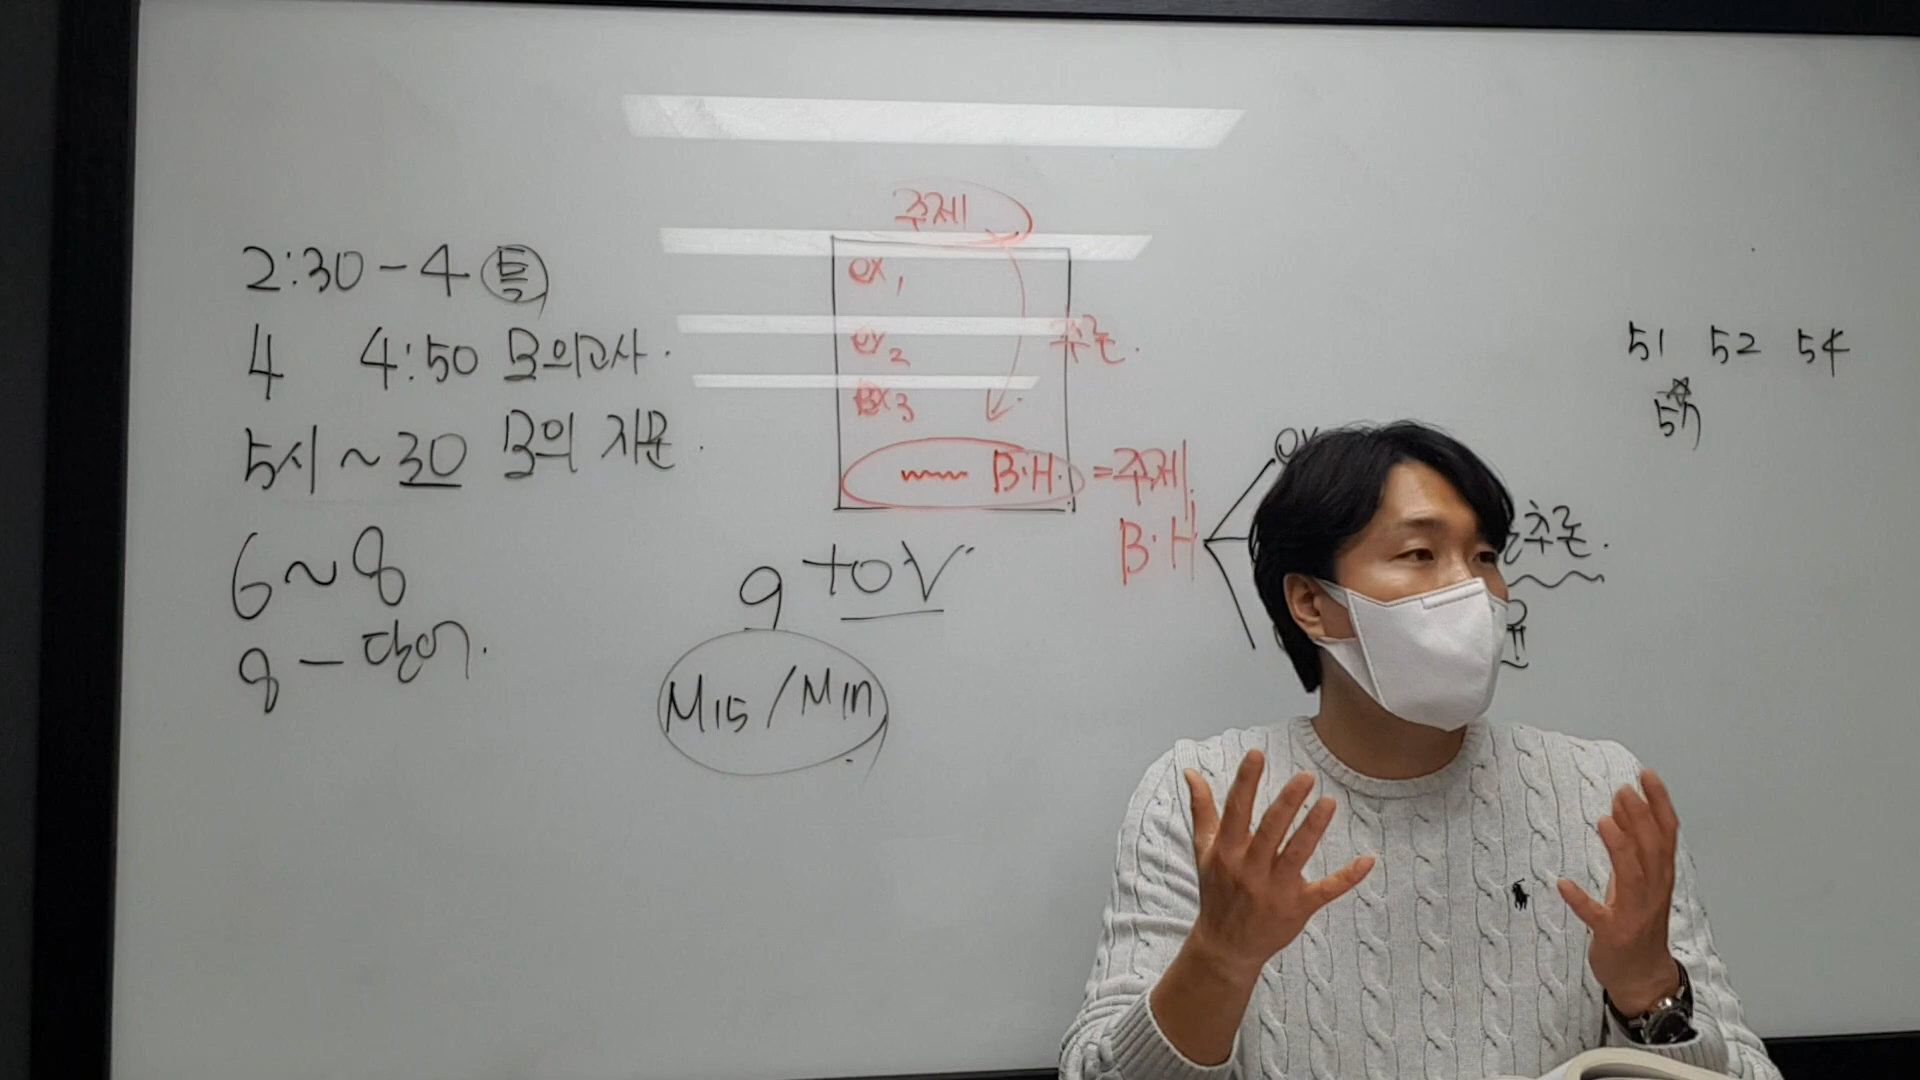 2:30-4 특
4 4:50 모의고사.
5시~30 모의 지문.
6~8
8-단어.
주제
ex1
ex2
ex3
추론.
B.H. =주제.
B.H
추론.
9 to V
M15/M17
51 52 54
57